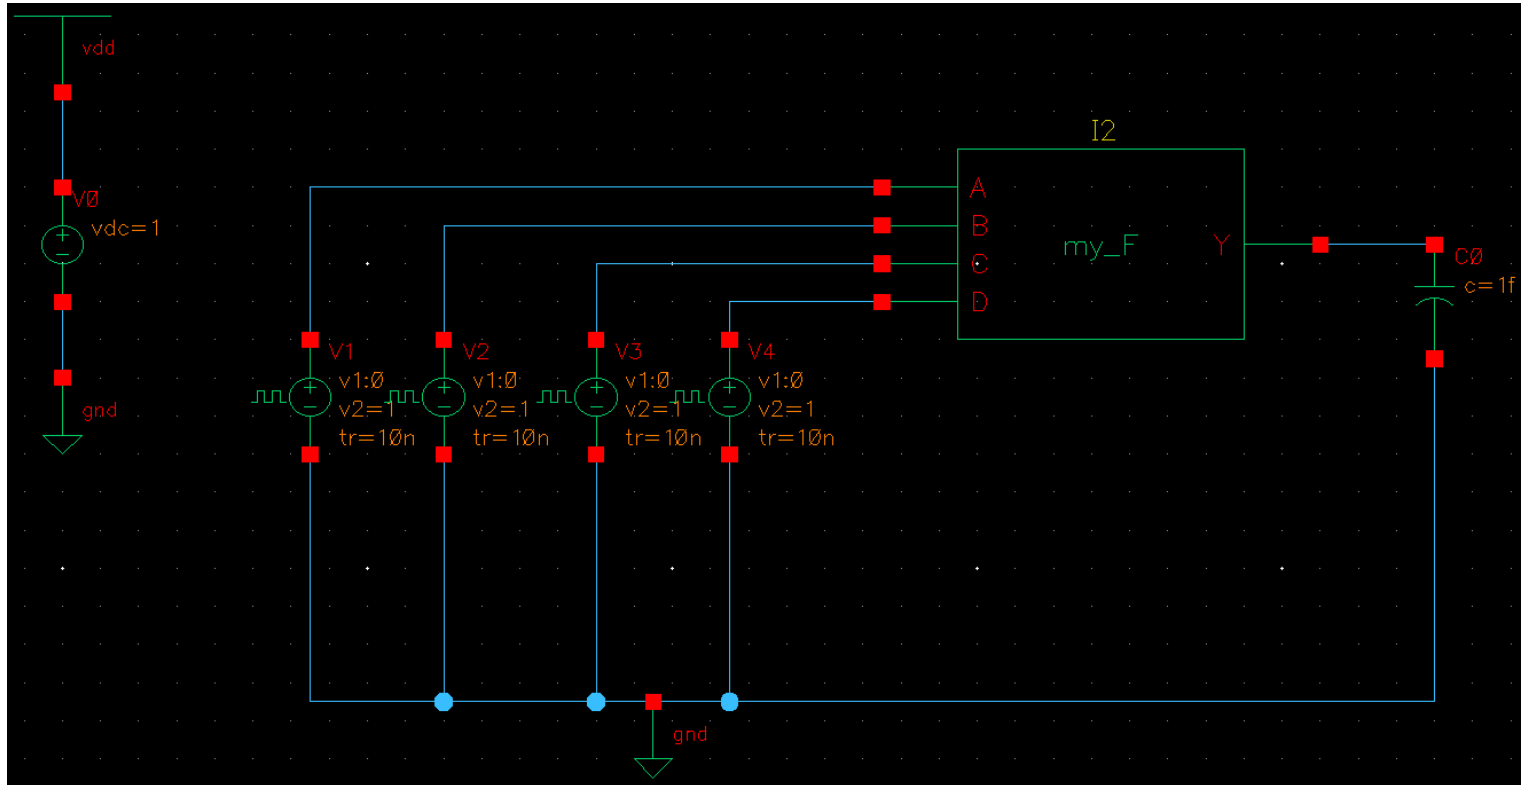 vdd
I2
A
V0
B
vdc=1
my_F
Y
C
C0
c=1f
D
V1
V2
V3
V4
v1:0
v1:0
v1:0
v1:0
v2=1
v2=1
v2=1
v2=1
gnd
tr=10n
tr=10n
tr=10n
tr=10n
gnd